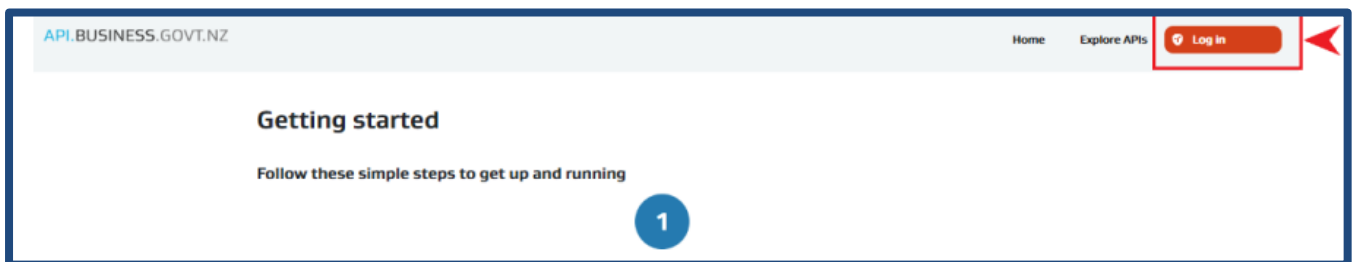 API.BUSINESS.GOVT.NZ
Home Explore APIs Log in
Getting started
Follow these simple steps to get up and running
1